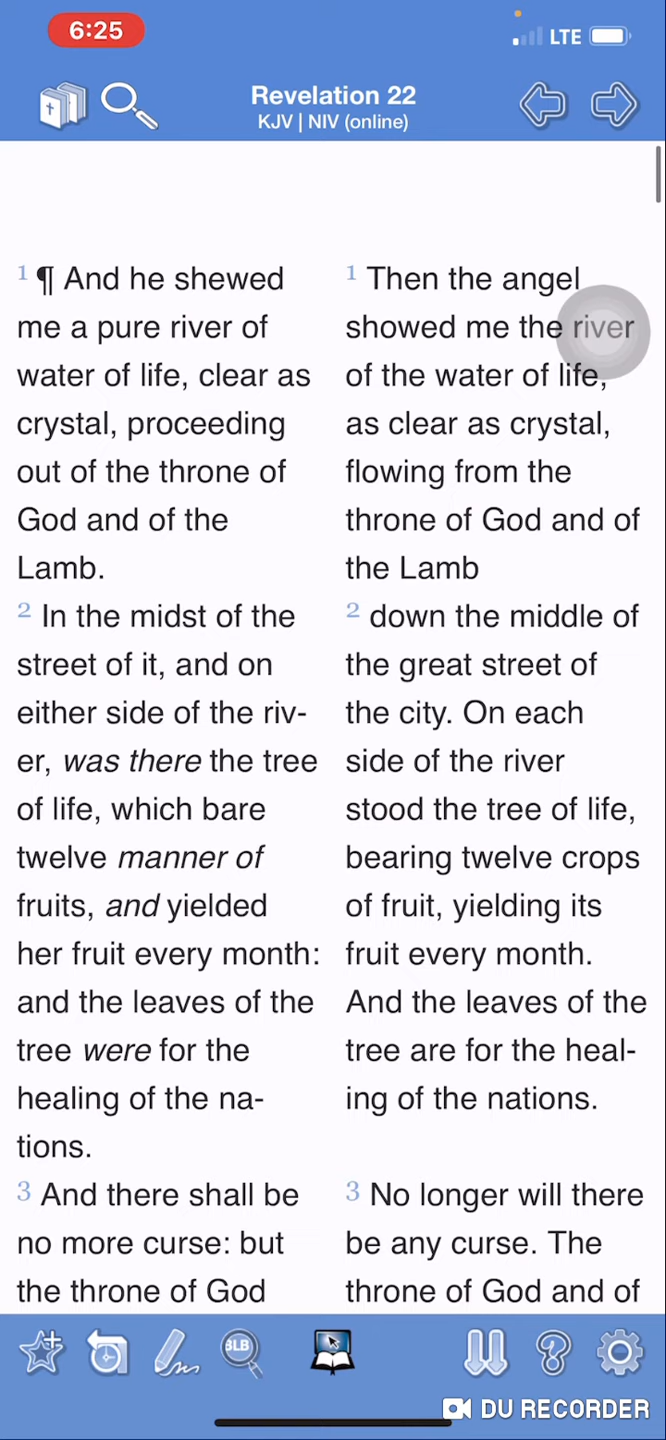 6:25
LTE
Revelation 22
KJV | NIV (online)
1 ¶ And he shewed
me a pure river of
water of life, clear as
crystal, proceeding
out of the throne of
God and of the
Lamb.
2 In the midst of the
street of it, and on
either side of the riv-
er, was there the tree
of life, which bare
twelve manner of
fruits, and yielded
her fruit every month:
and the leaves of the
tree were for the
healing of the na-
tions.
3 And there shall be
no more curse: but
the throne of God
1 Then the angel
showed me the river
of the water of life,
as clear as crystal,
flowing from the
throne of God and of
the Lamb
2 down the middle of
the great street of
the city. On each
side of the river
stood the tree of life,
bearing twelve crops
of fruit, yielding its
fruit every month.
And the leaves of the
tree are for the heal-
ing of the nations.
3 No longer will there
be any curse. The
throne of God and of
BLB
DU RECORDER